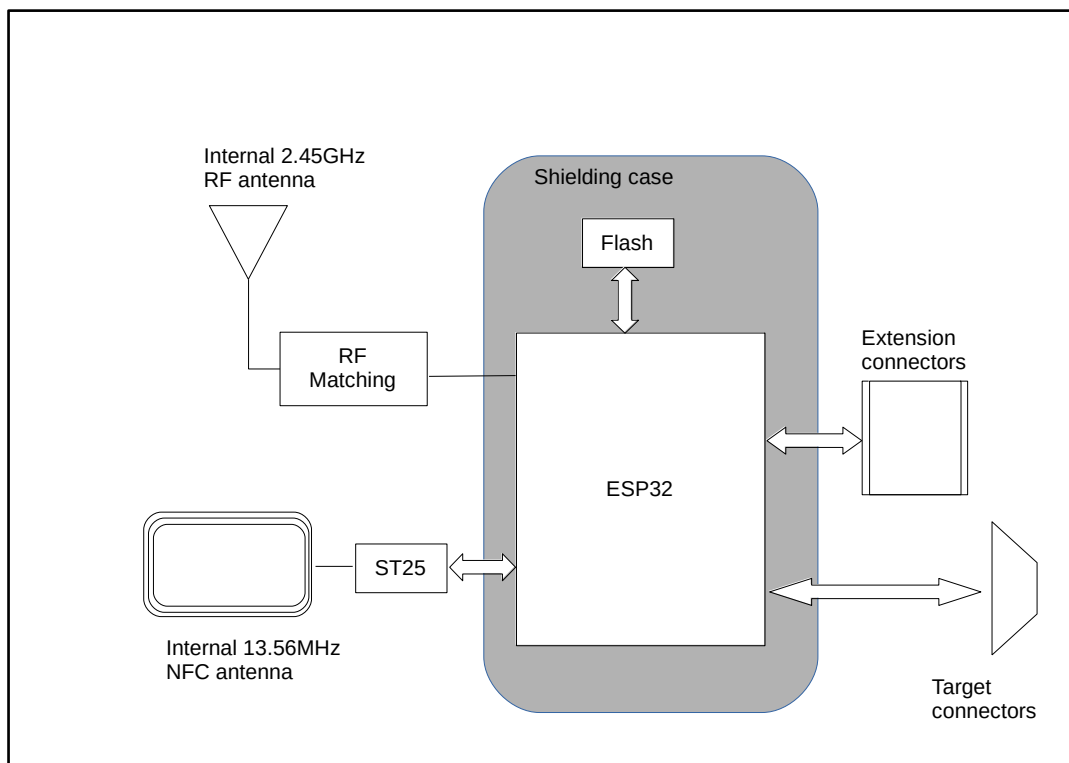 Internal 2.45GHz
RF antenna
Shielding case
Flash
RF
Matching
Extension
connectors
ESP32
ST25
Internal 13.56MHz
NFC antenna
Target
connectors